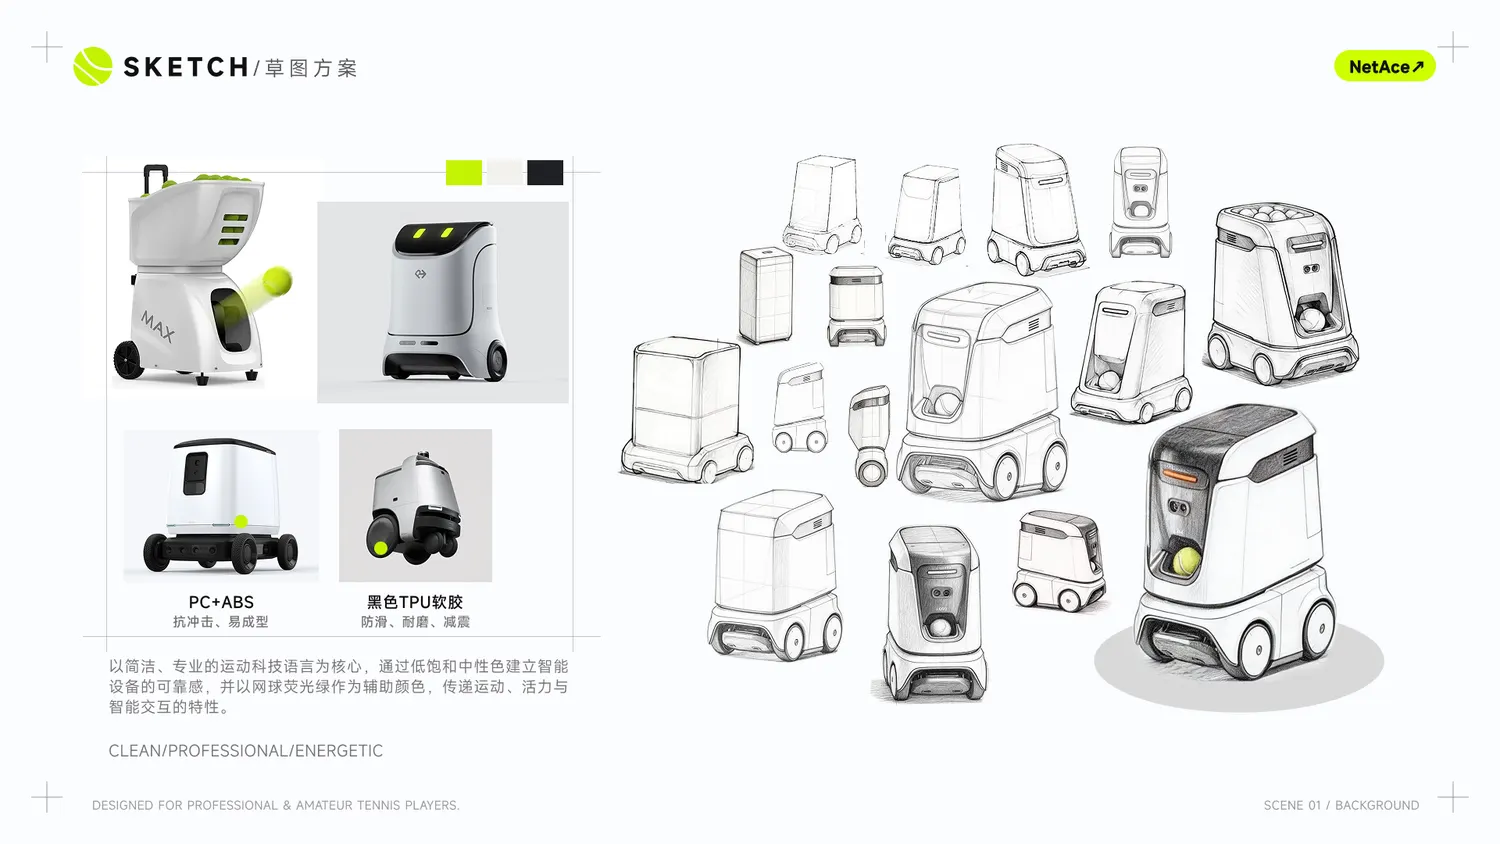 SKETCH/草图方案
NetAce↗
MAX
PC+ABS
抗冲击、易成型
黑色TPU软胶
防滑、耐磨、减震
以简洁、专业的运动科技语言为核心，通过低饱和中性色建立智能
设备的可靠感，并以网球荧光绿作为辅助颜色，传递运动、活力与
智能交互的特性。
CLEAN/PROFESSIONAL/ENERGETIC
DESIGNED FOR PROFESSIONAL & AMATEUR TENNIS PLAYERS.
SCENE 01 / BACKGROUND